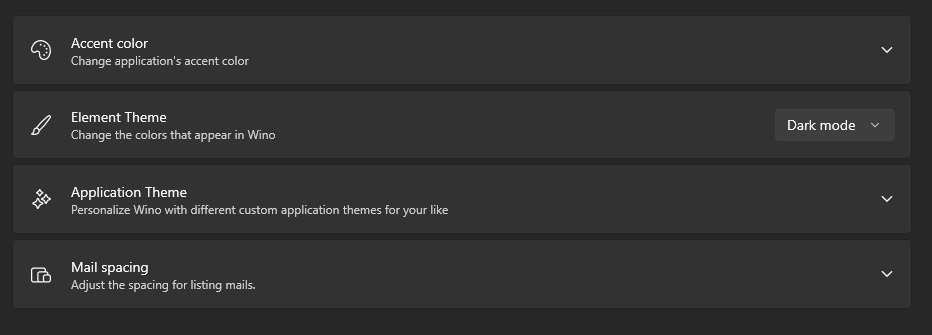 Accent color
Change application's accent color
Element Theme
Change the colors that appear in Wino
Dark mode
Application Theme
Personalize Wino with different custom application themes for your like
Mail spacing
Adjust the spacing for listing mails.